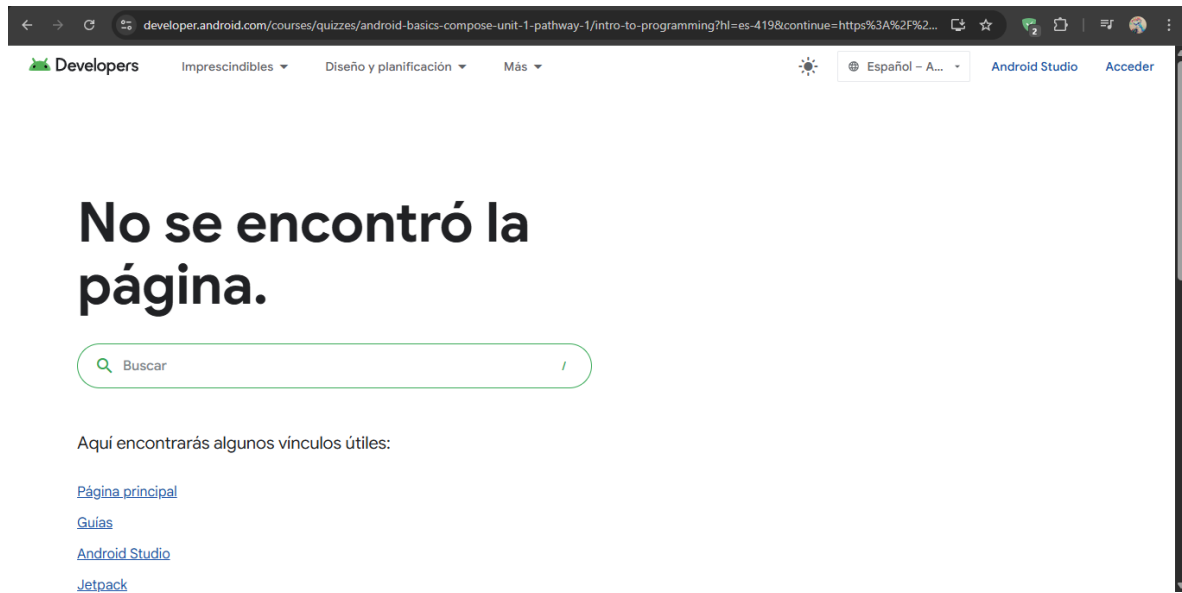 developer.android.com/courses/quizzes/android-basics-compose-unit-1-pathway-1/intro-to-programming?hl=es-419&continue=https%3A%2F%2...
2
Developers Imprescindibles Diseño y planificación Más Español – A... Android Studio Acceder
No se encontró la
página.
Buscar /
Aquí encontrarás algunos vínculos útiles:
Página principal
Guías
Android Studio
Jetpack